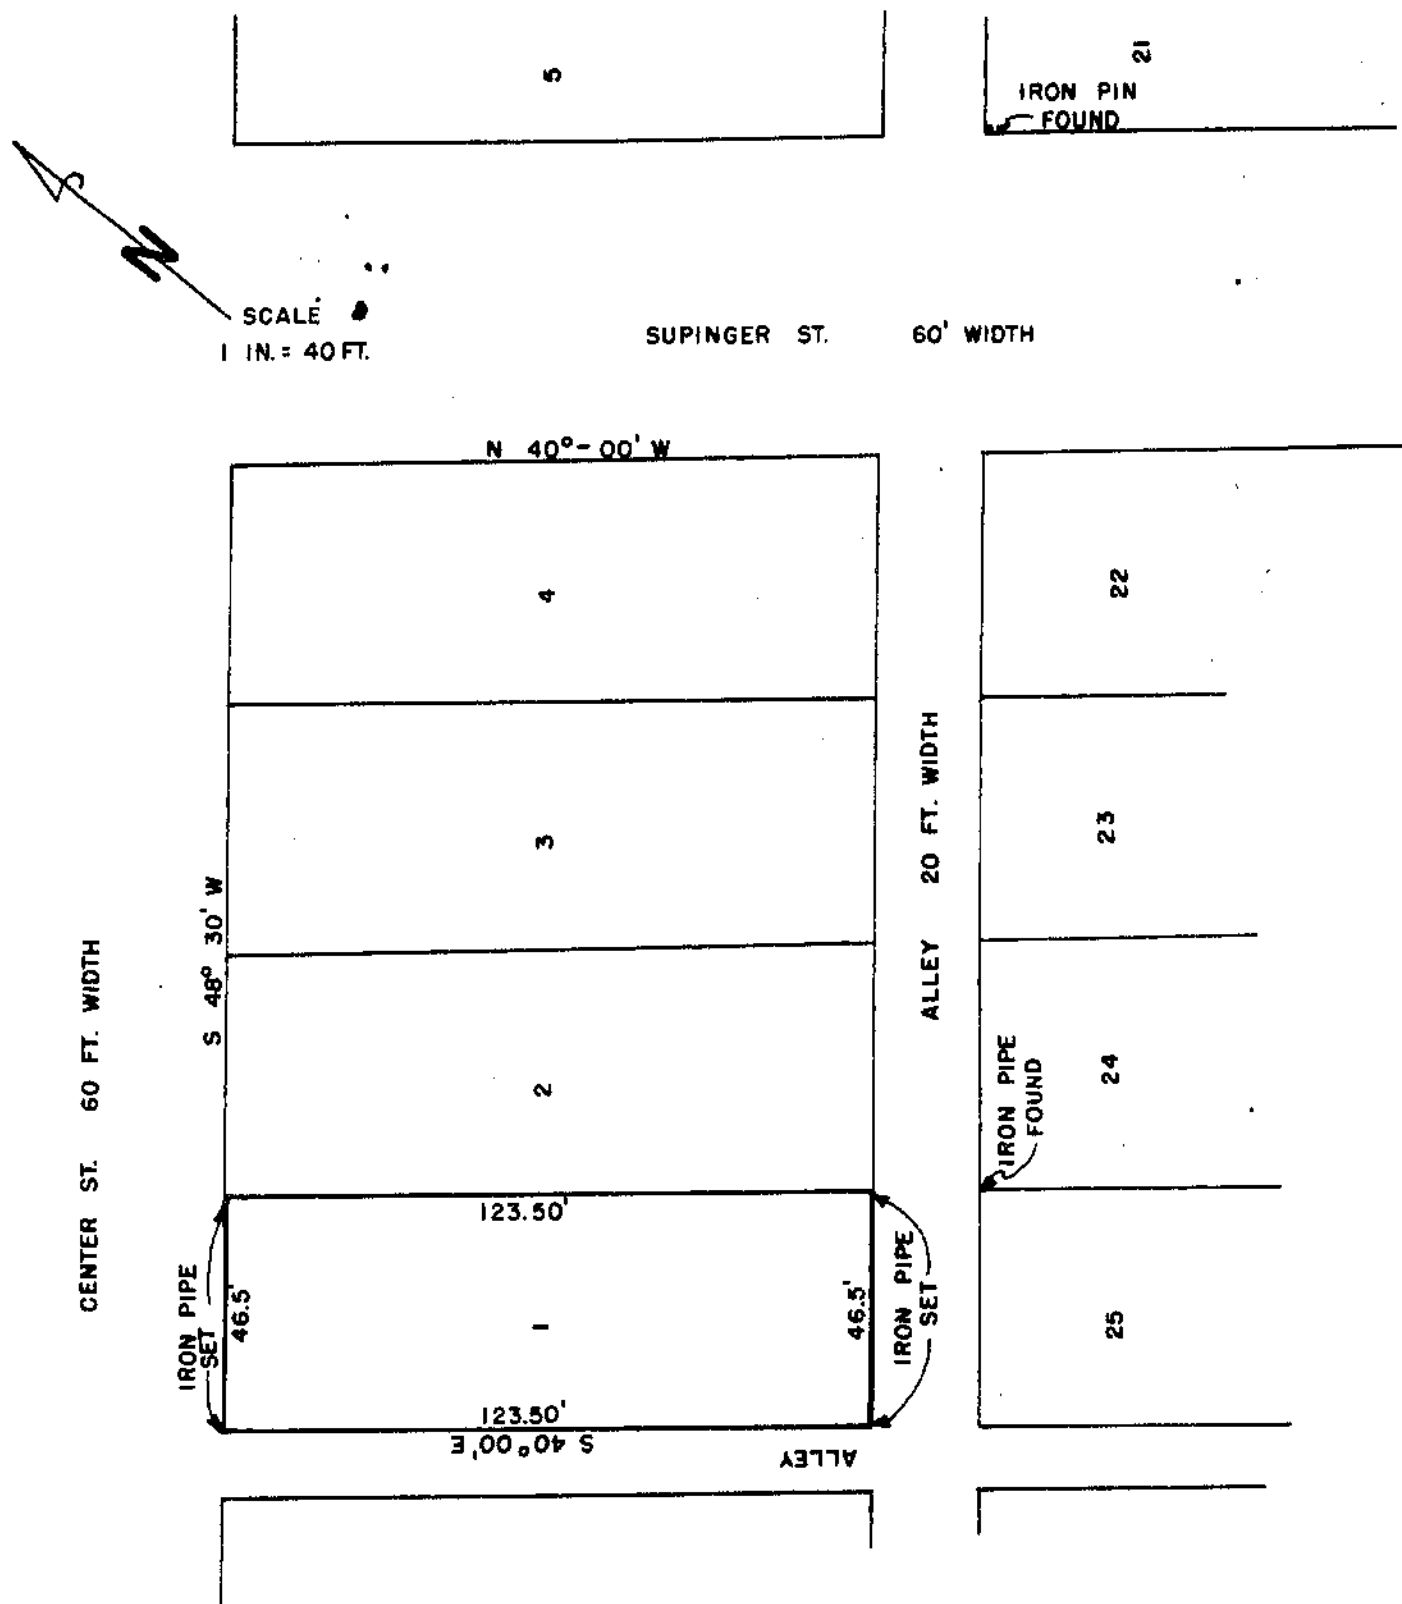 5
21
IRON PIN
FOUND
N
SCALE
1 IN. = 40 FT.
SUPINGER ST. 60' WIDTH
N 40°-00' W
4
22
3
23
S 48° 30' W
CENTER ST. 60 FT. WIDTH
ALLEY 20 FT. WIDTH
2
24
IRON PIPE
FOUND
123.50'
IRON PIPE
SET
46.5'
1
46.5'
IRON PIPE
SET
25
123.50'
S 40°00'E
ALLEY